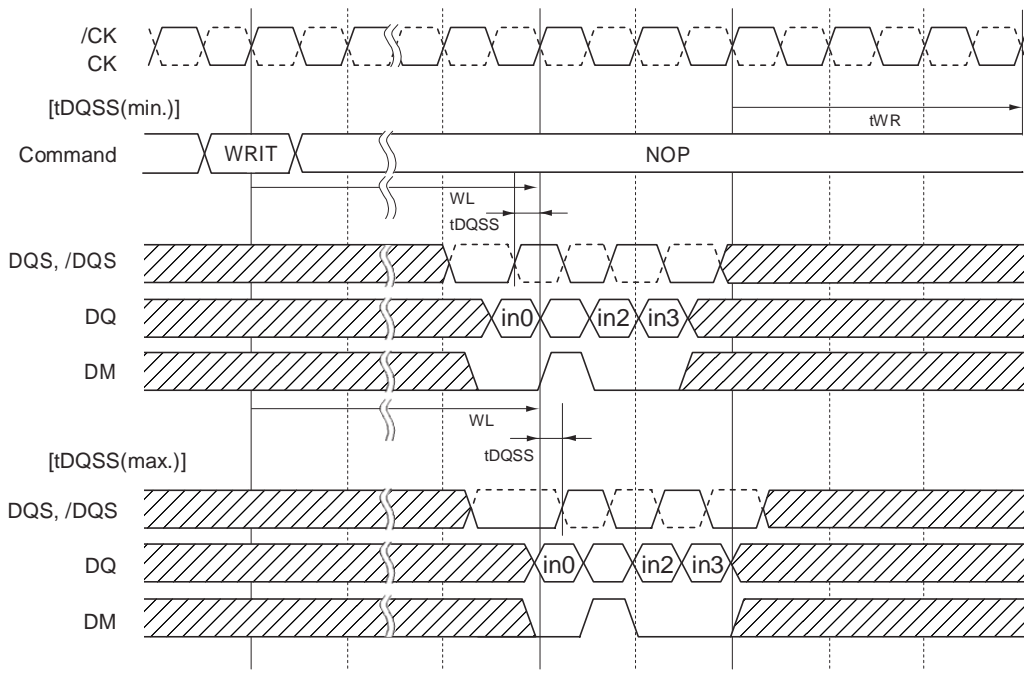 /CK
CK
[tDQSS(min.)]
tWR
Command
WRIT
NOP
WL
tDQSS
DQS, /DQS
DQ
in0
in2
in3
DM
WL
tDQSS
[tDQSS(max.)]
DQS, /DQS
DQ
in0
in2
in3
DM